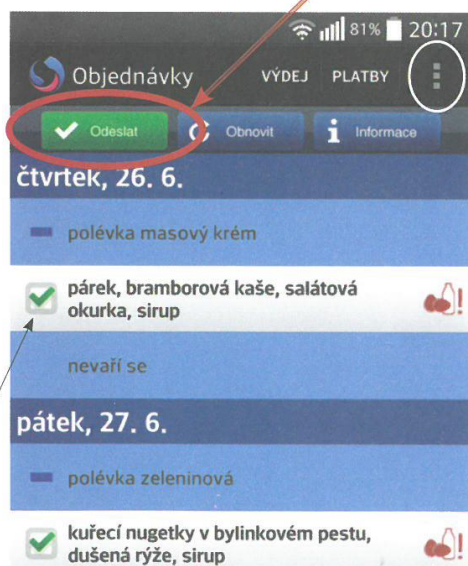 81% 20:17
Objednávky VÝDEJ PLATBY
Odeslat Obnovit Informace
čtvrtek, 26. 6.
polévka masový krém
párek, bramborová kaše, salátová
okurka, sirup
nevaří se
pátek, 27. 6.
polévka zeleninová
kuřecí nugetky v bylinkovém pestu,
dušená rýže, sirup